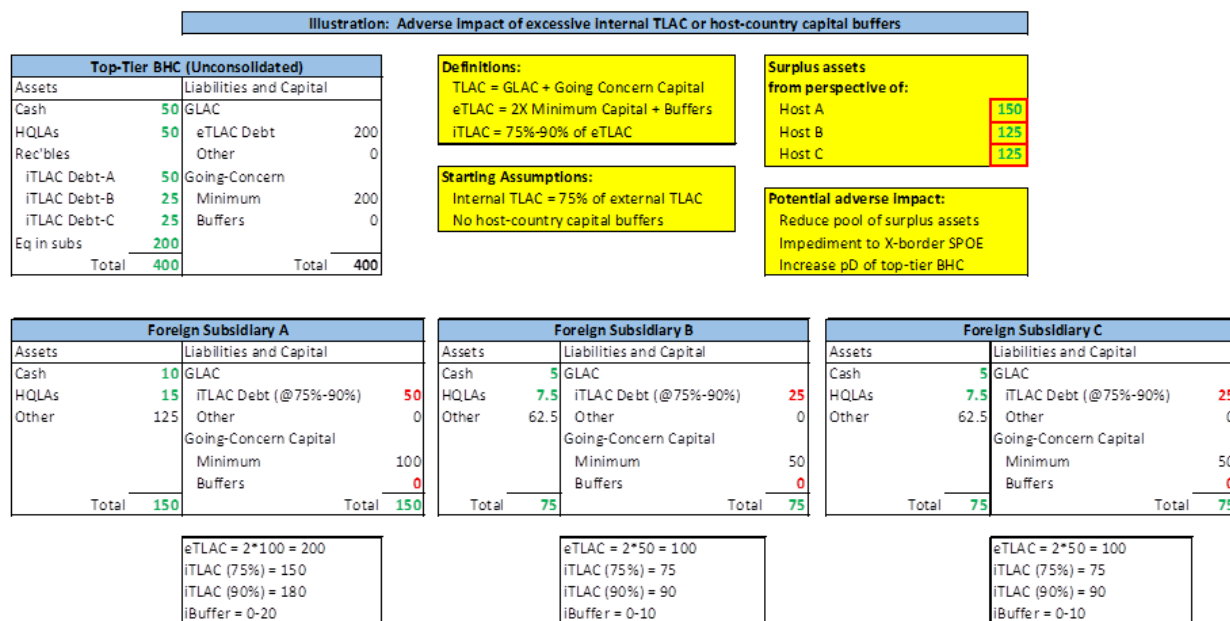 Illustration: Adverse impact of excessive internal TLAC or host-country capital buffers
Top-Tier BHC (Unconsolidated)
Assets Liabilities and Capital
Cash 50 GLAC
HQLAs 50 eTLAC Debt 200
Rec'bles Other 0
iTLAC Debt-A 50 Going-Concern
iTLAC Debt-B 25 Minimum 200
iTLAC Debt-C 25 Buffers 0
Eq in subs 200
Total 400 Total 400
Definitions:
TLAC = GLAC + Going Concern Capital
eTLAC = 2X Minimum Capital + Buffers
iTLAC = 75%-90% of eTLAC
Starting Assumptions:
Internal TLAC = 75% of external TLAC
No host-country capital buffers
Surplus assets
from perspective of:
Host A 150
Host B 125
Host C 125
Potential adverse impact:
Reduce pool of surplus assets
Impediment to X-border SPOE
Increase pD of top-tier BHC
Foreign Subsidiary A
Assets Liabilities and Capital
Cash 10 GLAC
HQLAs 15 iTLAC Debt (@75%-90%) 50
Other 125 Other 0
Going-Concern Capital
Minimum 100
Buffers 0
Total 150 Total 150
eTLAC = 2*100 = 200
iTLAC (75%) = 150
iTLAC (90%) = 180
iBuffer = 0-20
Foreign Subsidiary B
Assets Liabilities and Capital
Cash 5 GLAC
HQLAs 7.5 iTLAC Debt (@75%-90%) 25
Other 62.5 Other 0
Going-Concern Capital
Minimum 50
Buffers 0
Total 75 Total 75
eTLAC = 2*50 = 100
iTLAC (75%) = 75
iTLAC (90%) = 90
iBuffer = 0-10
Foreign Subsidiary C
Assets Liabilities and Capital
Cash 5 GLAC
HQLAs 7.5 iTLAC Debt (@75%-90%) 25
Other 62.5 Other 0
Going-Concern Capital
Minimum 50
Buffers 0
Total 75 Total 75
eTLAC = 2*50 = 100
iTLAC (75%) = 75
iTLAC (90%) = 90
iBuffer = 0-10